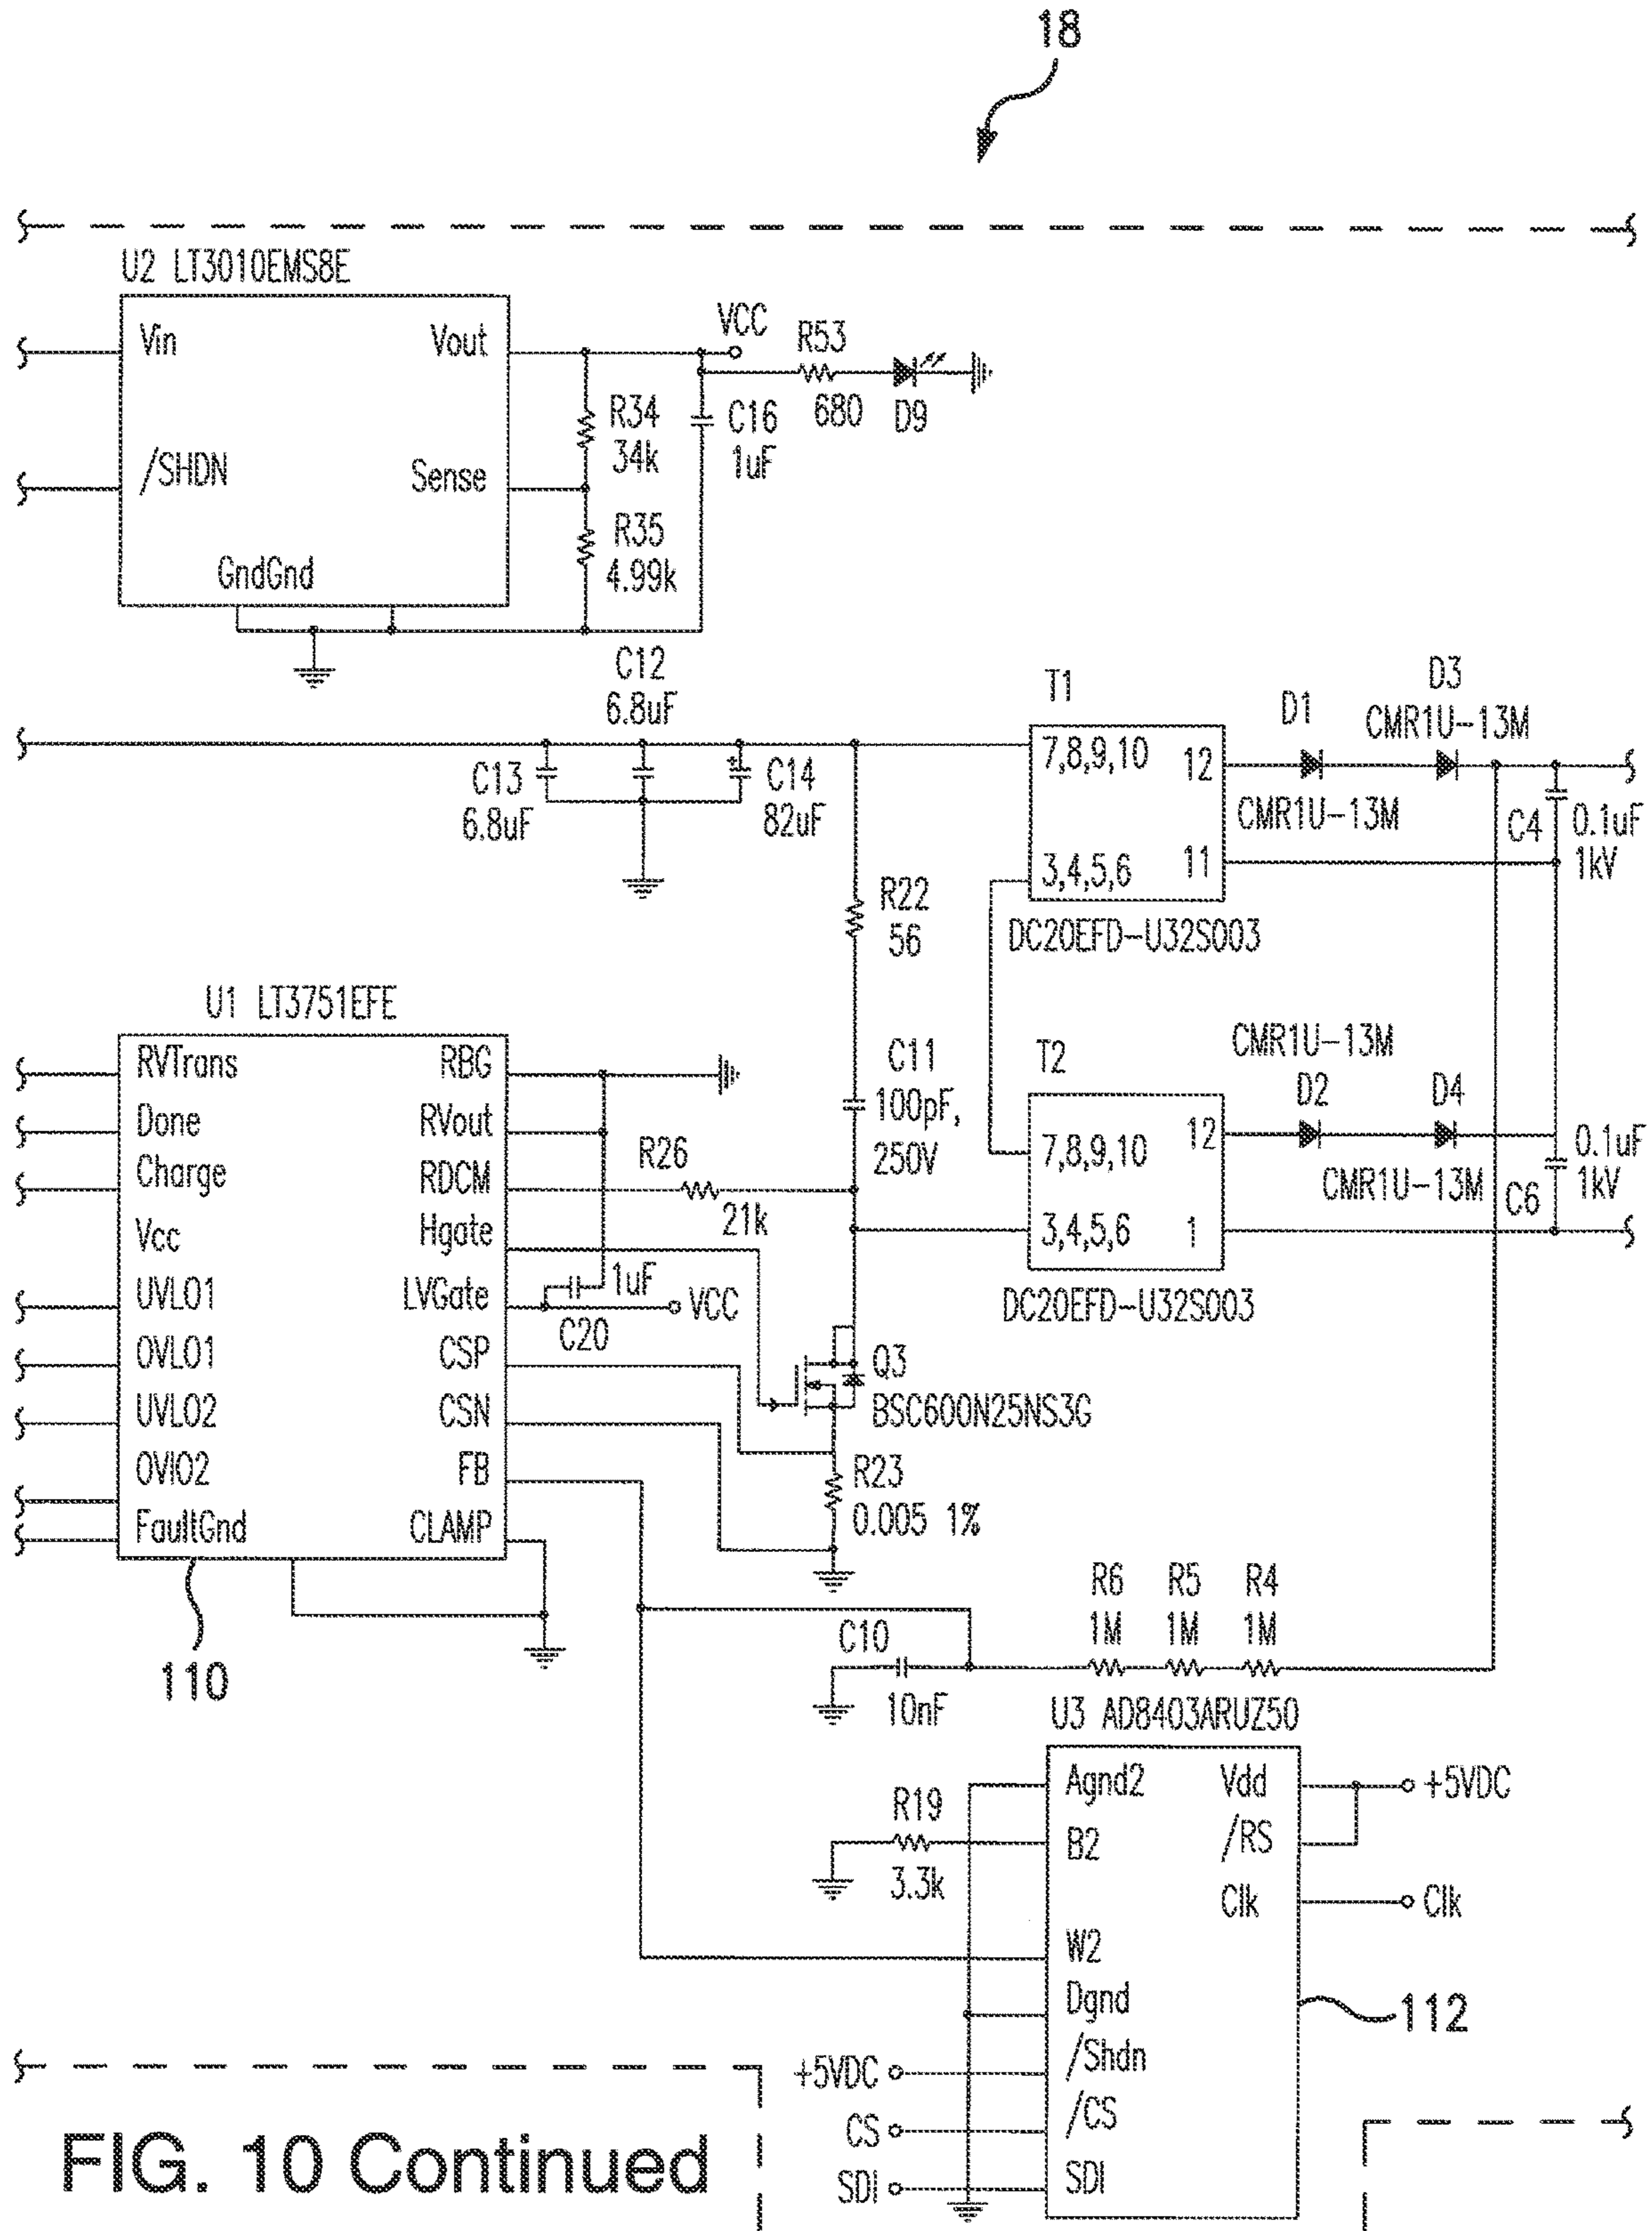 18
U2 LT3010EMS8E
Vin
Vout
/SHDN
Sense
GndGnd
VCC
R53
680
D9
R34
34k
C16
1uF
R35
4.99k
C12
6.8uF
C13
6.8uF
C14
82uF
T1
7,8,9,10
12
3,4,5,6
11
DC20EFD-U32S003
D1
CMR1U-13M
D3
CMR1U-13M
C4
0.1uF
1kV
R22
56
C11
100pF,
250V
U1 LT3751EFE
RVTrans
RBG
Done
RVout
Charge
RDCM
Vcc
Hgate
UVLO1
LVGate
OVLO1
CSP
UVLO2
CSN
OVIO2
FB
FaultGnd
CLAMP
110
R26
21k
1uF
C20
VCC
T2
7,8,9,10
12
3,4,5,6
1
DC20EFD-U32S003
CMR1U-13M
D2
D4
CMR1U-13M
0.1uF
1kV
C6
Q3
BSC600N25NS3G
R23
0.005 1%
R6
1M
R5
1M
R4
1M
C10
10nF
U3 AD8403ARUZ50
Agnd2
Vdd
+5VDC
R19
3.3k
B2
/RS
Clk
Clk
W2
Dgnd
112
+5VDC
/Shdn
CS
/CS
SDI
SDI
FIG. 10 Continued